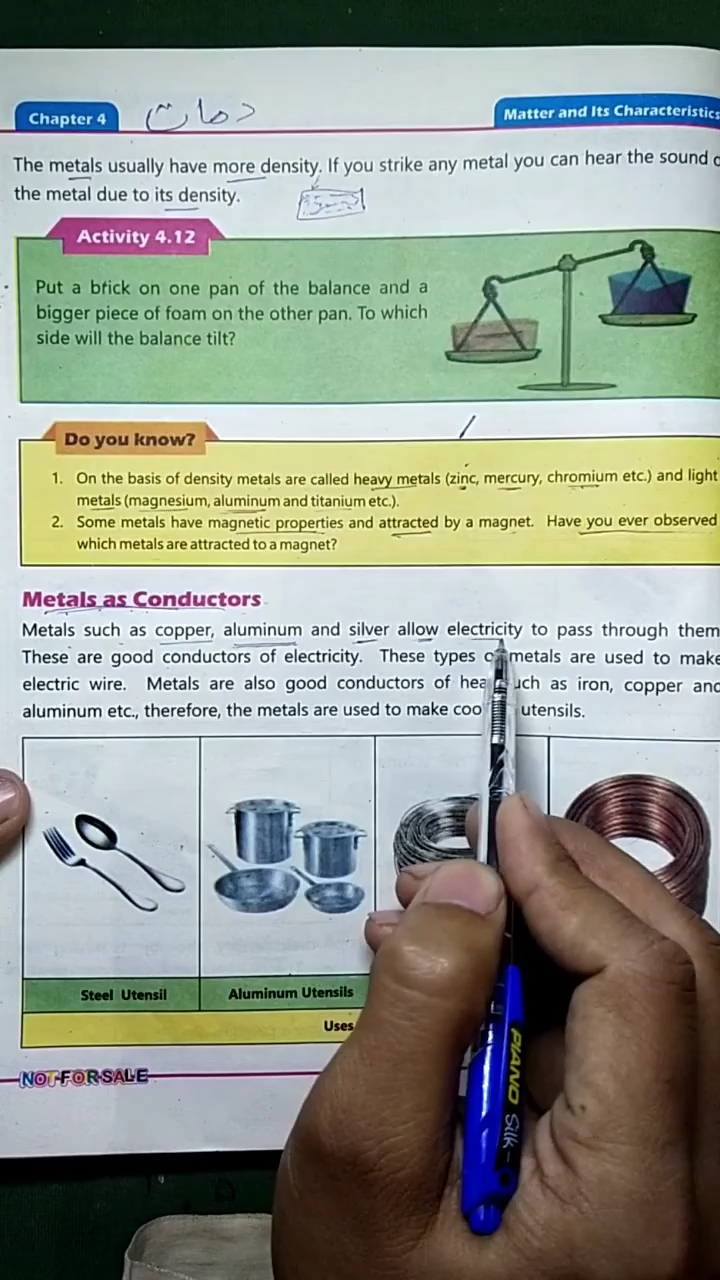 Chapter 4
دھات
Matter and Its Characteristics
The metals usually have more density. If you strike any metal you can hear the sound
the metal due to its density.
Activity 4.12
Put a brick on one pan of the balance and a
bigger piece of foam on the other pan. To which
side will the balance tilt?
Do you know?
1. On the basis of density metals are called heavy metals (zinc, mercury, chromium etc.) and light
metals (magnesium, aluminum and titanium etc.).
2. Some metals have magnetic properties and attracted by a magnet. Have you ever observed
which metals are attracted to a magnet?
Metals as Conductors
Metals such as copper, aluminum and silver allow electricity to pass through them
These are good conductors of electricity. These types metals are used to make
electric wire. Metals are also good conductors of such as iron, copper and
aluminum etc., therefore, the metals are used to make utensils.
Steel Utensil
Aluminum Utensils
Uses
NOT FOR SALE
PIANO Silk